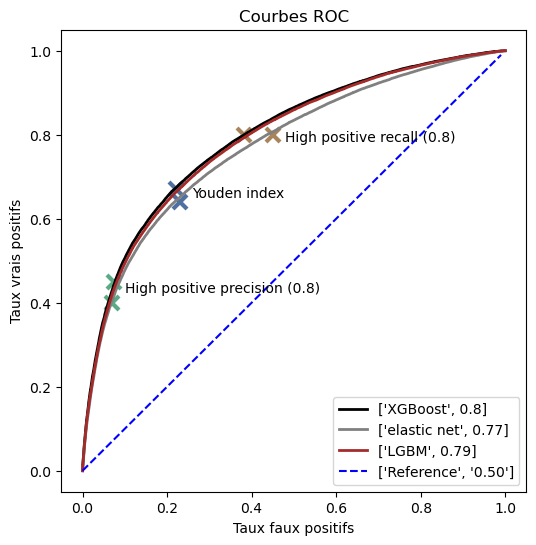 Courbes ROC
Taux vrais positifs
1.0
0.8
0.6
0.4
0.2
0.0
High positive recall (0.8)
Youden index
High positive precision (0.8)
['XGBoost', 0.8]
['elastic net', 0.77]
['LGBM', 0.79]
['Reference', '0.50']
0.0 0.2 0.4 0.6 0.8 1.0
Taux faux positifs